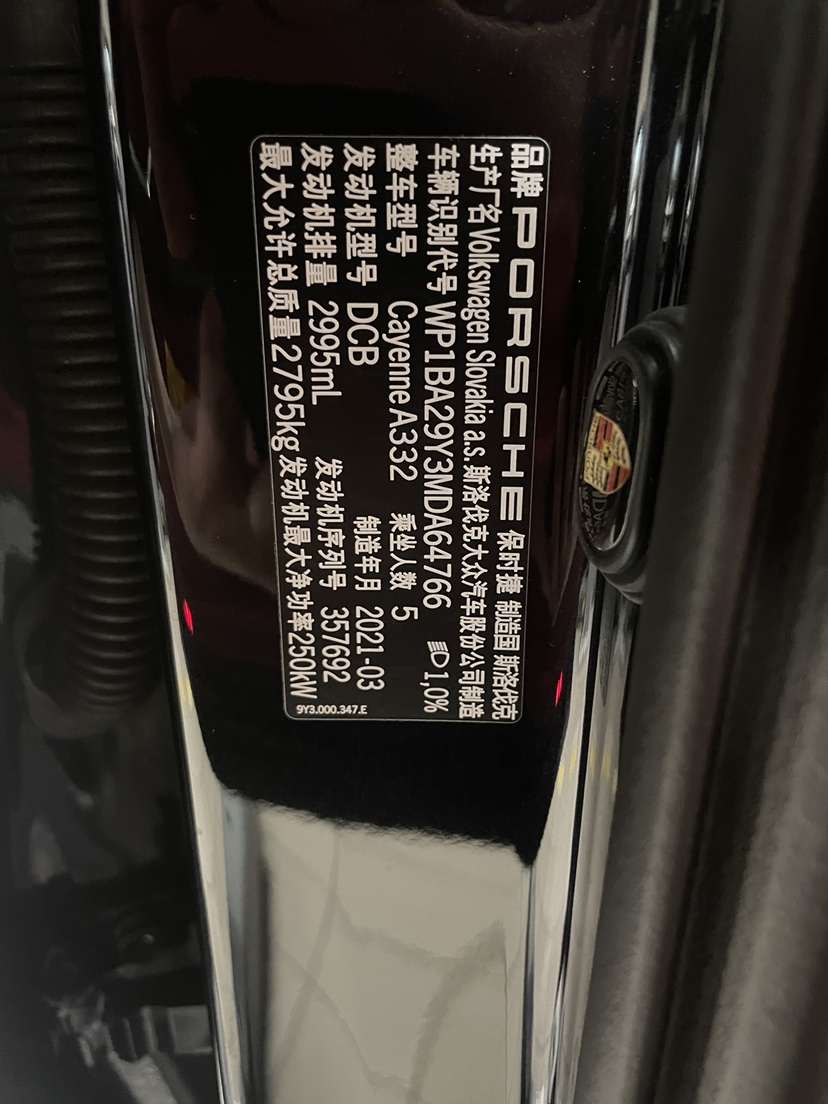 品牌 PORSCHE 保时捷 制造国 斯洛伐克
生产厂名 Volkswagen Slovakia a.s. 斯洛伐克大众汽车股份公司制造
车辆识别代号 WP1BA29Y3MDA64766 1,0%
整车型号 Cayenne A332 乘坐人数 5
发动机型号 DCB 制造年月 2021-03
发动机排量 2995mL 发动机序列号 357692
最大允许总质量 2795kg 发动机最大净功率 250kW
9Y3.000.347.E